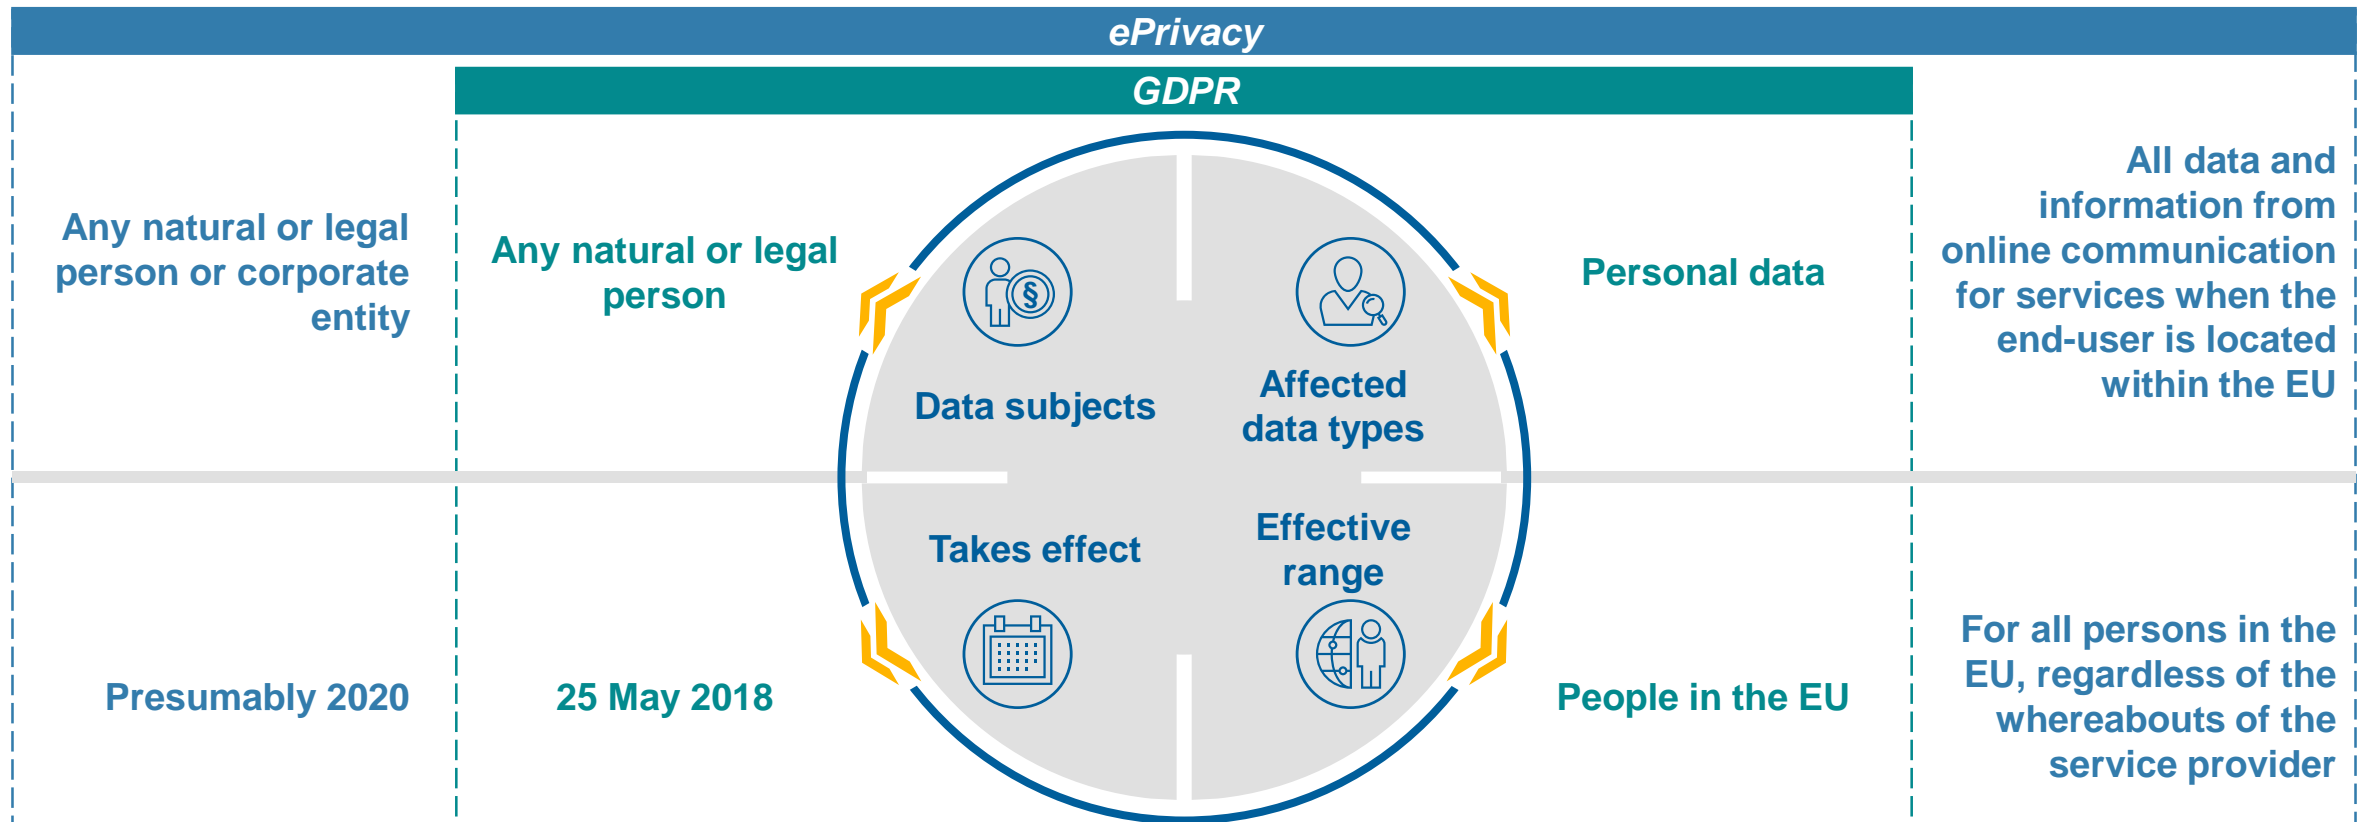 ePrivacy
GDPR
Any natural or legal
person or corporate
entity
Any natural or legal
person
§
Data subjects
Affected
data types
Personal data
All data and
information from
online communication
for services when the
end-user is located
within the EU
Presumably 2020
25 May 2018
Takes effect
Effective
range
People in the EU
For all persons in the
EU, regardless of the
whereabouts of the
service provider